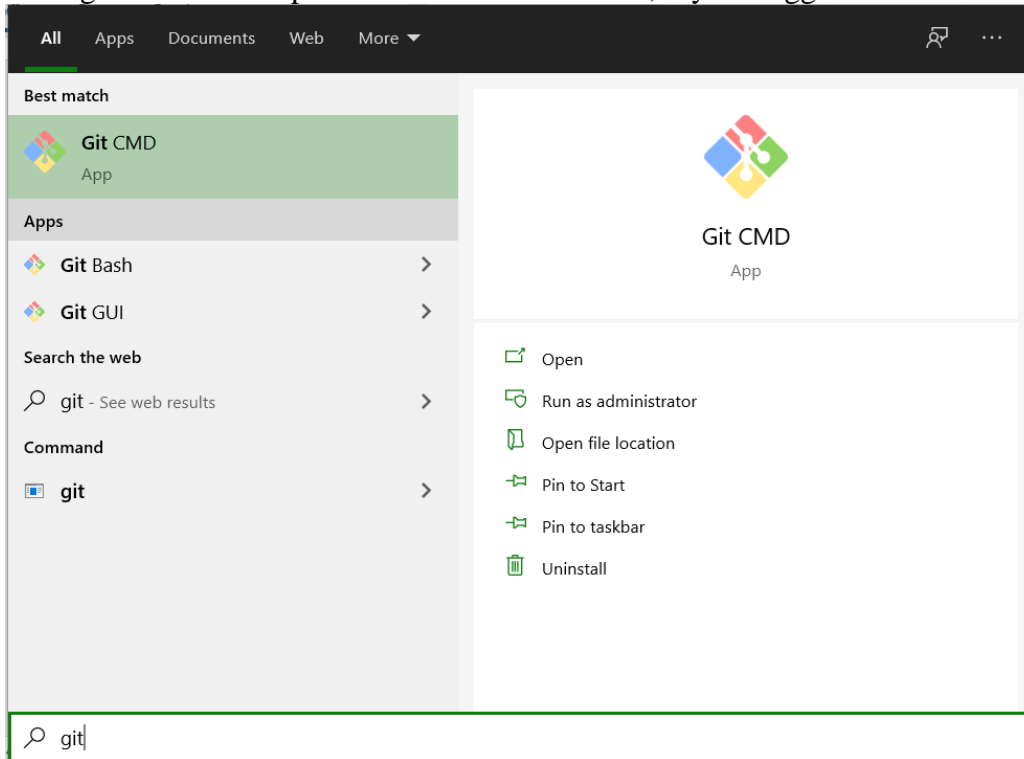 All Apps Documents Web More
Best match
Git CMD
App
Apps
Git Bash
Git GUI
Search the web
git - See web results
Command
git
Git CMD
App
Open
Run as administrator
Open file location
Pin to Start
Pin to taskbar
Uninstall
git